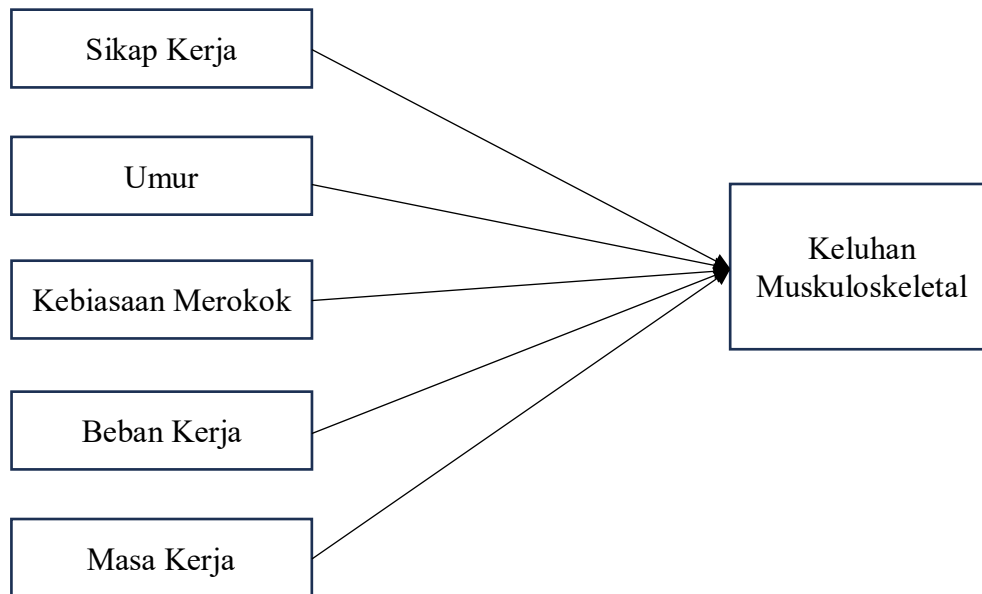 Sikap Kerja
Umur
Kebiasaan Merokok
Beban Kerja
Masa Kerja
Keluhan
Muskuloskeletal